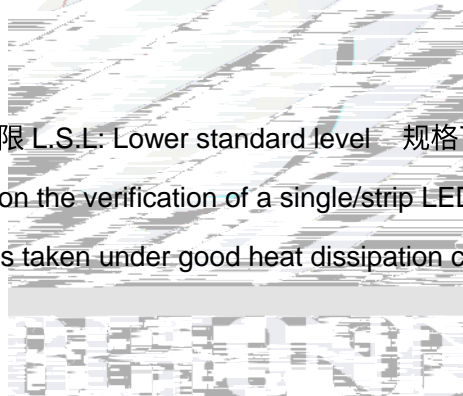 限 L.S.L: Lower standard level 规格
on the verification of a single/strip LED
s taken under good heat dissipation c